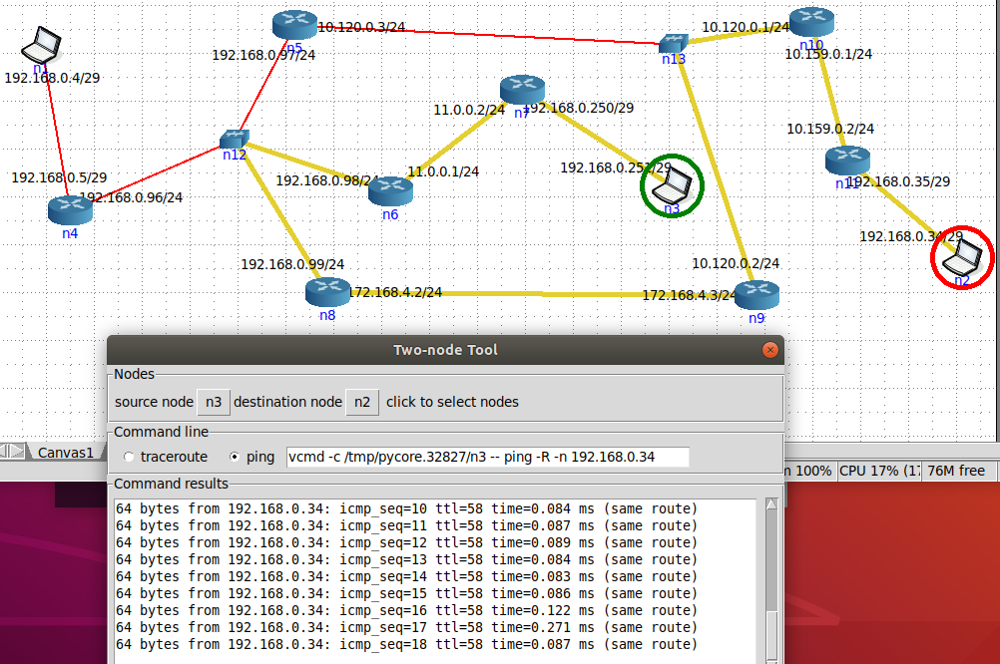 10.120.0.3/24
10.120.0.1/24
n5
n10
192.168.0.97/24
n13
10.159.0.1/24
n1
192.168.0.4/29
11.0.0.2/24
n7
192.168.0.250/29
10.159.0.2/24
n12
192.168.0.251/29
11.0.0.1/24
192.168.0.5/29
192.168.0.98/24
n11
192.168.0.35/29
192.168.0.96/24
n3
n6
n4
192.168.0.34/29
192.168.0.99/24
10.120.0.2/24
n2
172.168.4.2/24
172.168.4.3/24
n8
n9
Two-node Tool
Nodes
source node n3 destination node n2 click to select nodes
Command line
traceroute ping vcmd -c /tmp/pycore.32827/n3 -- ping -R -n 192.168.0.34
Canvas1
n 100% CPU 17% (17 76M free
Command results
64 bytes from 192.168.0.34: icmp_seq=10 ttl=58 time=0.084 ms (same route)
64 bytes from 192.168.0.34: icmp_seq=11 ttl=58 time=0.087 ms (same route)
64 bytes from 192.168.0.34: icmp_seq=12 ttl=58 time=0.089 ms (same route)
64 bytes from 192.168.0.34: icmp_seq=13 ttl=58 time=0.084 ms (same route)
64 bytes from 192.168.0.34: icmp_seq=14 ttl=58 time=0.083 ms (same route)
64 bytes from 192.168.0.34: icmp_seq=15 ttl=58 time=0.086 ms (same route)
64 bytes from 192.168.0.34: icmp_seq=16 ttl=58 time=0.122 ms (same route)
64 bytes from 192.168.0.34: icmp_seq=17 ttl=58 time=0.271 ms (same route)
64 bytes from 192.168.0.34: icmp_seq=18 ttl=58 time=0.087 ms (same route)